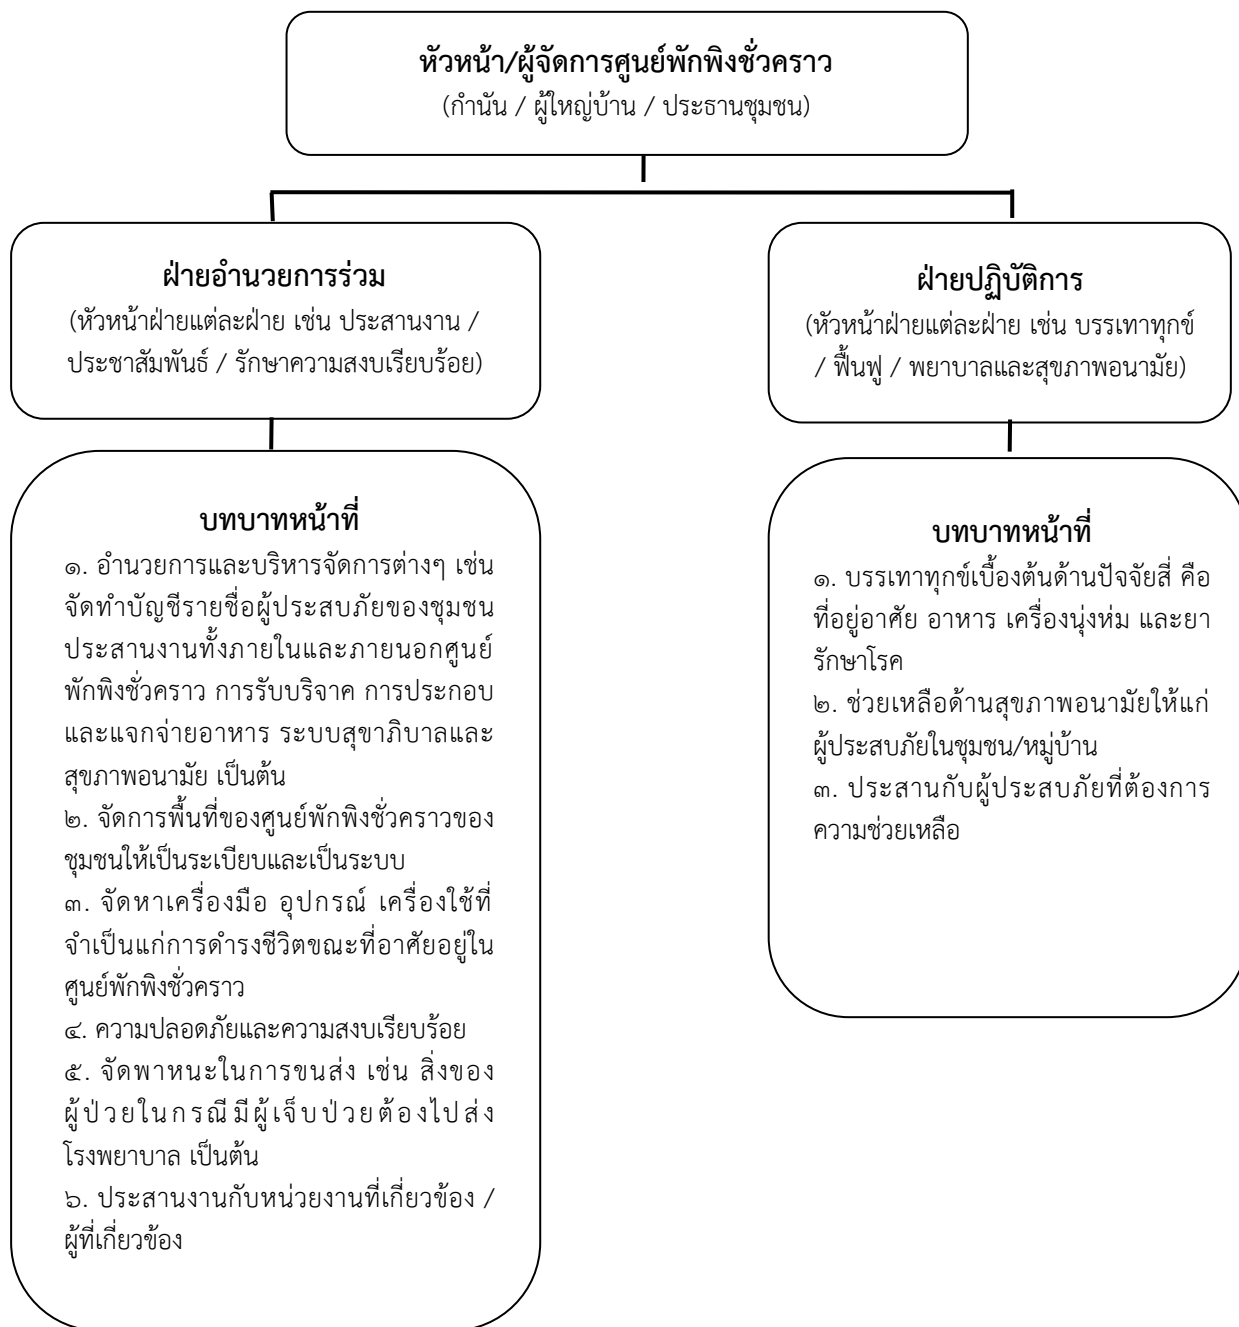 หัวหน้า/ผู้จัดการศูนย์พักพิงชั่วคราว
(กำนัน / ผู้ใหญ่บ้าน / ประธานชุมชน)
ฝ่ายอำนวยการร่วม
(หัวหน้าฝ่ายแต่ละฝ่าย เช่น ประสานงาน /
ประชาสัมพันธ์ / รักษาความสงบเรียบร้อย)
ฝ่ายปฏิบัติการ
(หัวหน้าฝ่ายแต่ละฝ่าย เช่น บรรเทาทุกข์
/ ฟื้นฟู / พยาบาลและสุขภาพอนามัย)
บทบาทหน้าที่
๑. อำนวยการและบริหารจัดการต่างๆ เช่น
จัดทำบัญชีรายชื่อผู้ประสบภัยของชุมชน
ประสานงานทั้งภายในและภายนอกศูนย์
พักพิงชั่วคราว การรับบริจาค การประกอบ
และแจกจ่ายอาหาร ระบบสุขาภิบาลและ
สุขภาพอนามัย เป็นต้น
๒. จัดการพื้นที่ของศูนย์พักพิงชั่วคราวของ
ชุมชนให้เป็นระเบียบและเป็นระบบ
๓. จัดหาเครื่องมือ อุปกรณ์ เครื่องใช้ที่
จำเป็นแก่การดำรงชีวิตขณะที่อาศัยอยู่ใน
ศูนย์พักพิงชั่วคราว
๔. ความปลอดภัยและความสงบเรียบร้อย
๕. จัดพาหนะในการขนส่ง เช่น สิ่งของ
ผู้ป่วยในกรณีมีผู้เจ็บป่วยต้องไปส่ง
โรงพยาบาล เป็นต้น
๖. ประสานงานกับหน่วยงานที่เกี่ยวข้อง /
ผู้ที่เกี่ยวข้อง
บทบาทหน้าที่
๑. บรรเทาทุกข์เบื้องต้นด้านปัจจัยสี่ คือ
ที่อยู่อาศัย อาหาร เครื่องนุ่งห่ม และยา
รักษาโรค
๒. ช่วยเหลือด้านสุขภาพอนามัยให้แก่
ผู้ประสบภัยในชุมชน/หมู่บ้าน
๓. ประสานกับผู้ประสบภัยที่ต้องการ
ความช่วยเหลือ